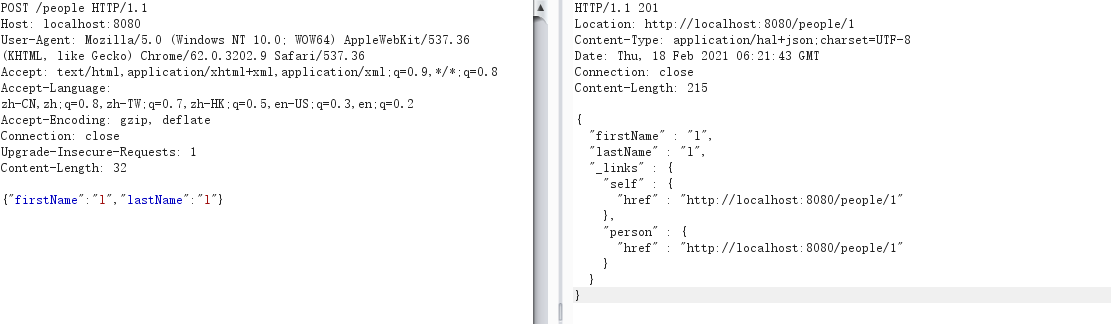 POST /people HTTP/1.1
Host: localhost:8080
User-Agent: Mozilla/5.0 (Windows NT 10.0; WOW64) AppleWebKit/537.36
(KHTML, like Gecko) Chrome/62.0.3202.9 Safari/537.36
Accept: text/html,application/xhtml+xml,application/xml;q=0.9,*/*;q=0.8
Accept-Language:
zh-CN,zh;q=0.8,zh-TW;q=0.7,zh-HK;q=0.5,en-US;q=0.3,en;q=0.2
Accept-Encoding: gzip, deflate
Connection: close
Upgrade-Insecure-Requests: 1
Content-Length: 32

{"firstName":"l","lastName":"l"}

HTTP/1.1 201
Location: http://localhost:8080/people/1
Content-Type: application/hal+json;charset=UTF-8
Date: Thu, 18 Feb 2021 06:21:43 GMT
Connection: close
Content-Length: 215

{
  "firstName" : "l",
  "lastName" : "l",
  "_links" : {
    "self" : {
      "href" : "http://localhost:8080/people/1"
    },
    "person" : {
      "href" : "http://localhost:8080/people/1"
    }
  }
}